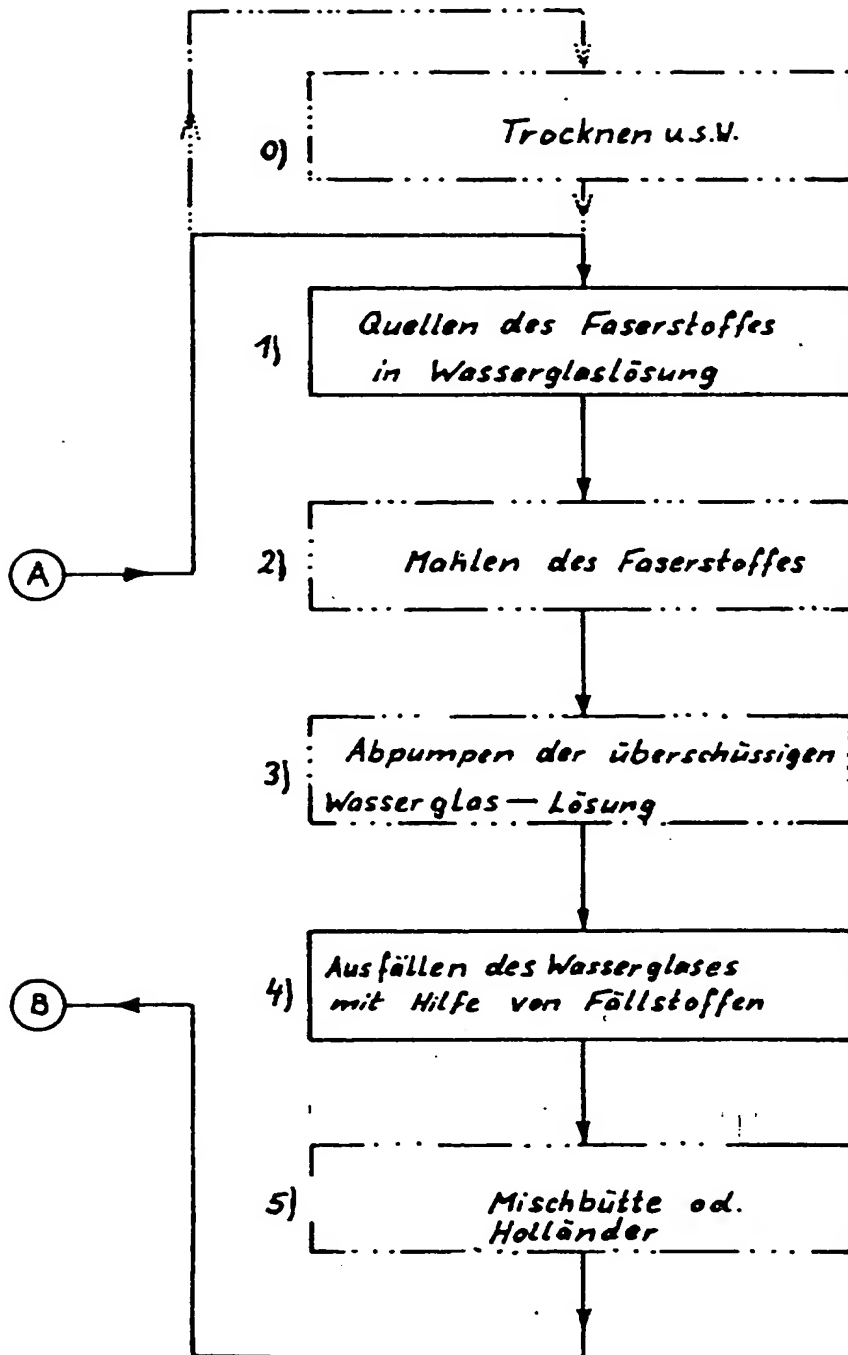 0) Trocknen u.s.W.
1) Quellen des Faserstoffes
in Wasserglaslösung
A
2) Mahlen des Faserstoffes
3) Abpumpen der überschüssigen
Wasserglas — Lösung
4) Ausfällen des Wasserglases
mit Hilfe von Fällstoffen
B
5) Mischbütte od.
Holländer